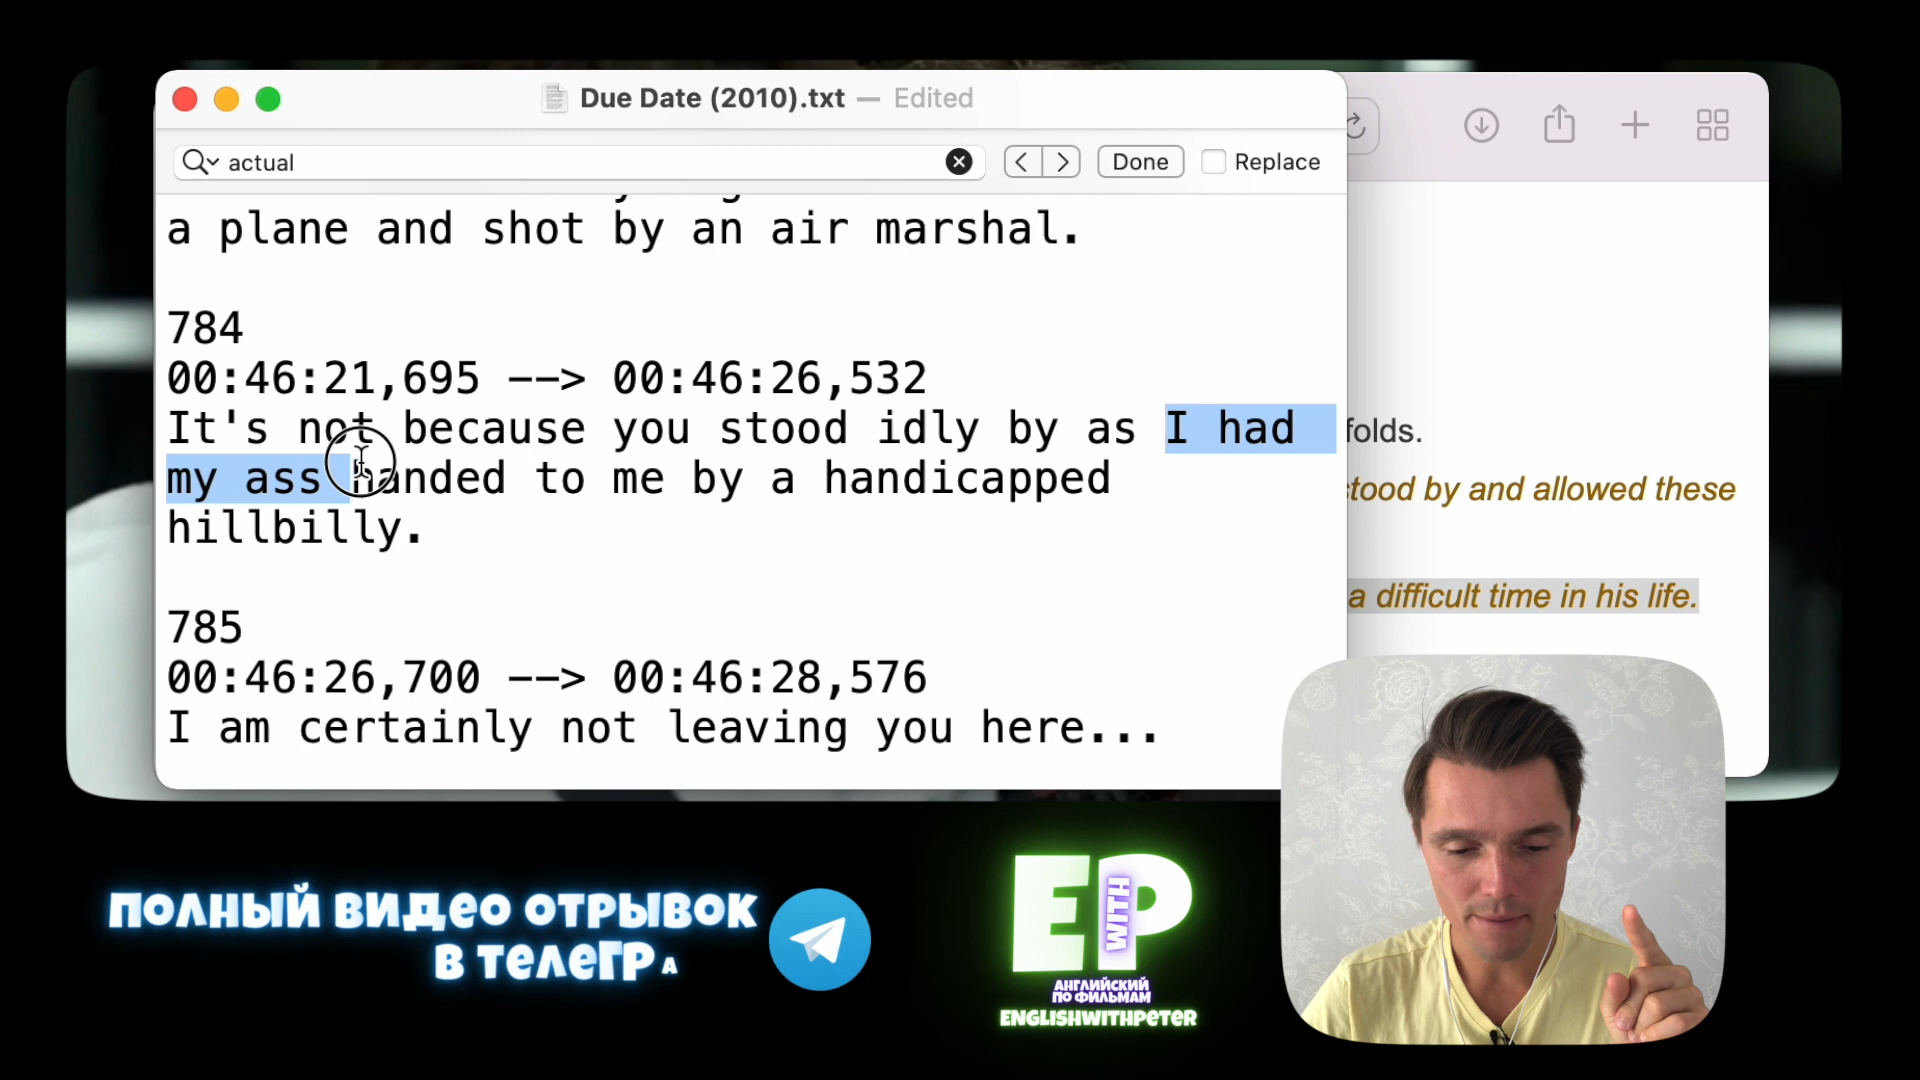 Due Date (2010).txt — Edited
actual
Done
Replace
a plane and shot by an air marshal.
784
00:46:21,695 --> 00:46:26,532
It's not because you stood idly by as I had
my ass handed to me by a handicapped
hillbilly.
785
00:46:26,700 --> 00:46:28,576
I am certainly not leaving you here...
folds.
stood by and allowed these
a difficult time in his life.
ПОЛНЫЙ ВИДЕО ОТРЫВОК
В ТЕЛЕГРА
EP
WITH
АНГЛИЙСКИЙ
ПО ФИЛЬМАМ
ENGLISHWITHPETER